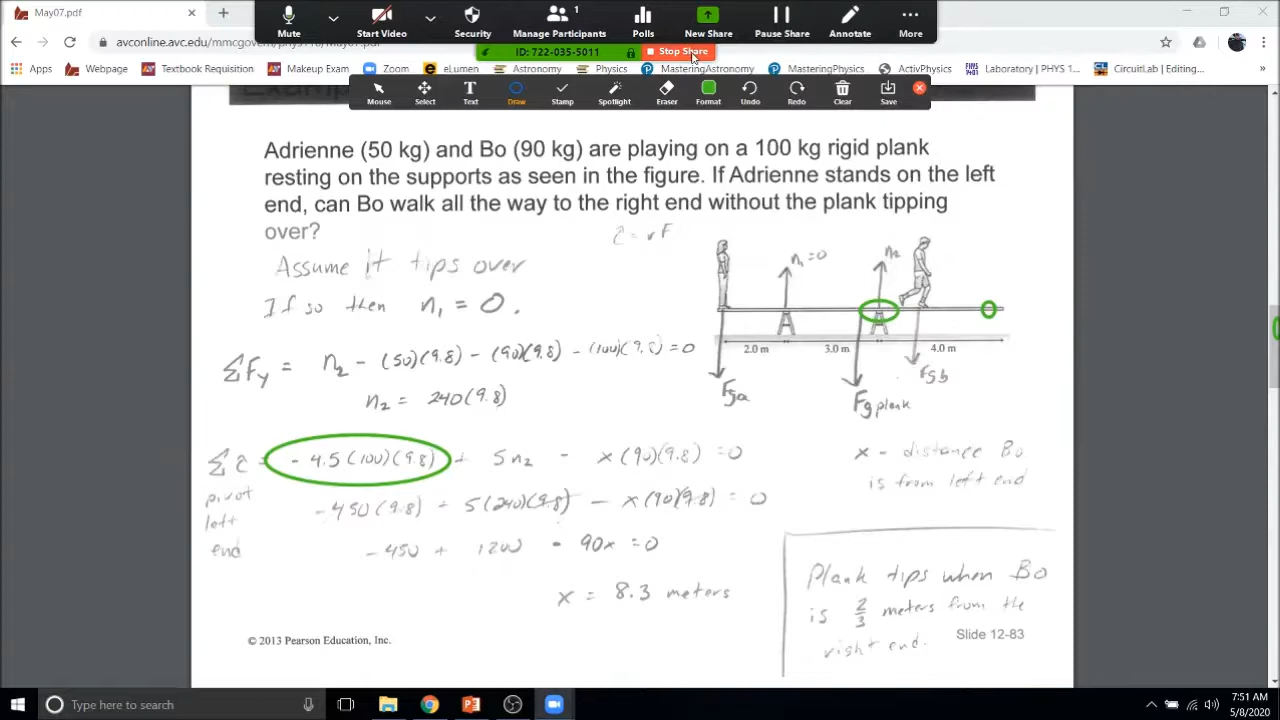 May07.pdf
Mute
Start Video
Security
1
Manage Participants
Polls
New Share
Pause Share
Annotate
More
ID: 722-035-5011
Stop Share
avconline.avc.edu/mmcgovern/phys110/May07.pdf
Apps
Webpage
Textbook Requisition
Makeup Exam
Zoom
eLumen
Astronomy
Physics
MasteringAstronomy
MasteringPhysics
ActivPhysics
Laboratory | PHYS 1...
CircuitLab | Editing...
Mouse
Select
Text
Draw
Stamp
Spotlight
Eraser
Format
Undo
Redo
Clear
Save
Adrienne (50 kg) and Bo (90 kg) are playing on a 100 kg rigid plank
resting on the supports as seen in the figure. If Adrienne stands on the left
end, can Bo walk all the way to the right end without the plank tipping
over?
τ = rF
Assume it tips over
If so then n₁ = 0.
n₁ = 0
n₂
2.0 m 3.0 m 4.0 m
Fga
Fg plank
Fgb
ΣFy = n₂ - (50)(9.8) - (90)(9.8) - (100)(9.8) = 0
n₂ = 240(9.8)
Στ = - 4.5(100)(9.8) + 5n₂ - x(90)(9.8) = 0
pivot
left
end
x - distance Bo
is from left end
-450(9.8) + 5(240)(9.8) - x(90)(9.8) = 0
-450 + 1200 - 90x = 0
x = 8.3 meters
Plank tips when Bo
is 2/3 meters from the
right end.
© 2013 Pearson Education, Inc.
Slide 12-83
Type here to search
7:51 AM
5/8/2020